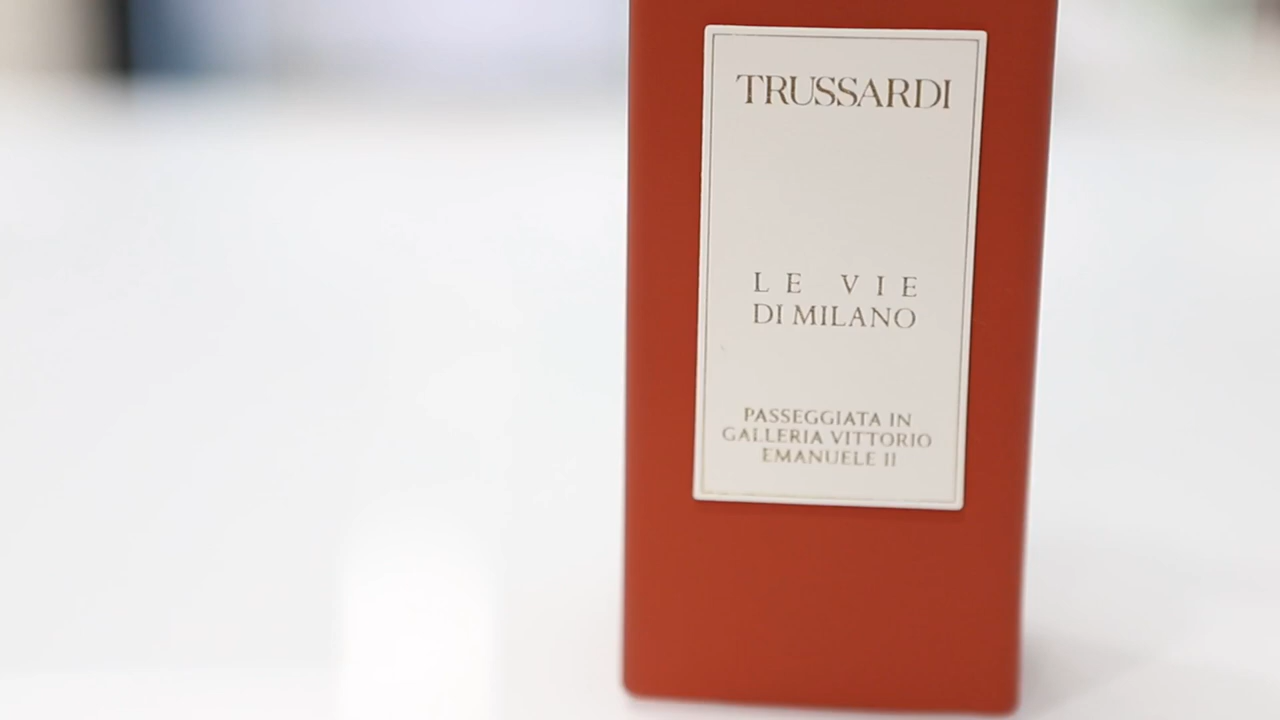 TRUSSARDI
LE VIE
DI MILANO
PASSEGGIATA IN
GALLERIA VITTORIO
EMANUELE II